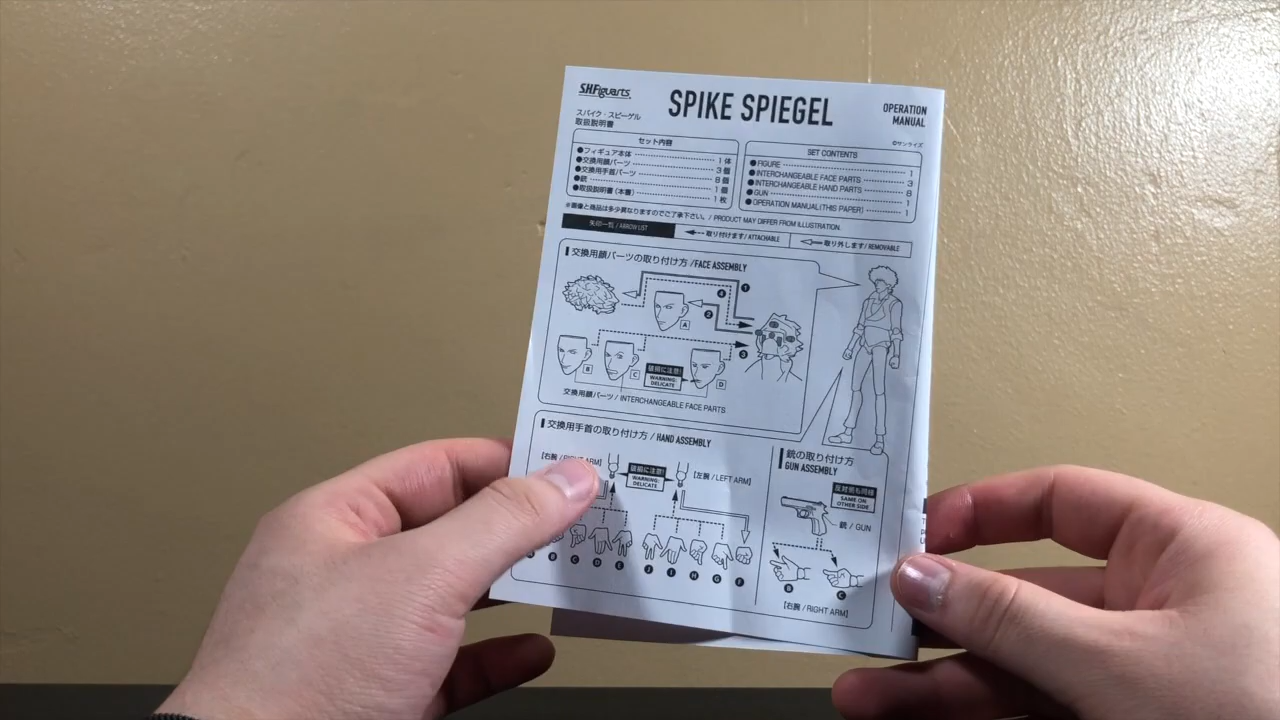 S.H.Figuarts
スパイク・スピーゲル
取扱説明書
SPIKE SPIEGEL
OPERATION
MANUAL
©サンライズ
セット内容
●フィギュア本体 1体
●交換用顔パーツ 3個
●交換用手首パーツ 8個
●銃 1個
●取扱説明書(本書) 1枚
SET CONTENTS
●FIGURE 1
●INTERCHANGEABLE FACE PARTS 3
●INTERCHANGEABLE HAND PARTS 8
●GUN 1
●OPERATION MANUAL(THIS PAPER) 1
※画像と商品は多少異なりますのでご了承下さい。/ PRODUCT MAY DIFFER FROM ILLUSTRATION.
矢印一覧 / ARROW LIST
取り付けます/ ATTACHABLE
取り外します/ REMOVABLE
交換用顔パーツの取り付け方 /FACE ASSEMBLY
1
4
2
A
3
B
C
破損に注意!
WARNING:
DELICATE
D
交換用顔パーツ / INTERCHANGEABLE FACE PARTS
交換用手首の取り付け方 / HAND ASSEMBLY
【右腕 / RIGHT ARM】
破損に注意!
WARNING:
DELICATE
【左腕 / LEFT ARM】
B
C
D
E
J
I
H
G
F
銃の取り付け方
GUN ASSEMBLY
反対側も同様
SAME ON
OTHER SIDE
銃 / GUN
B
C
【右腕 / RIGHT ARM】